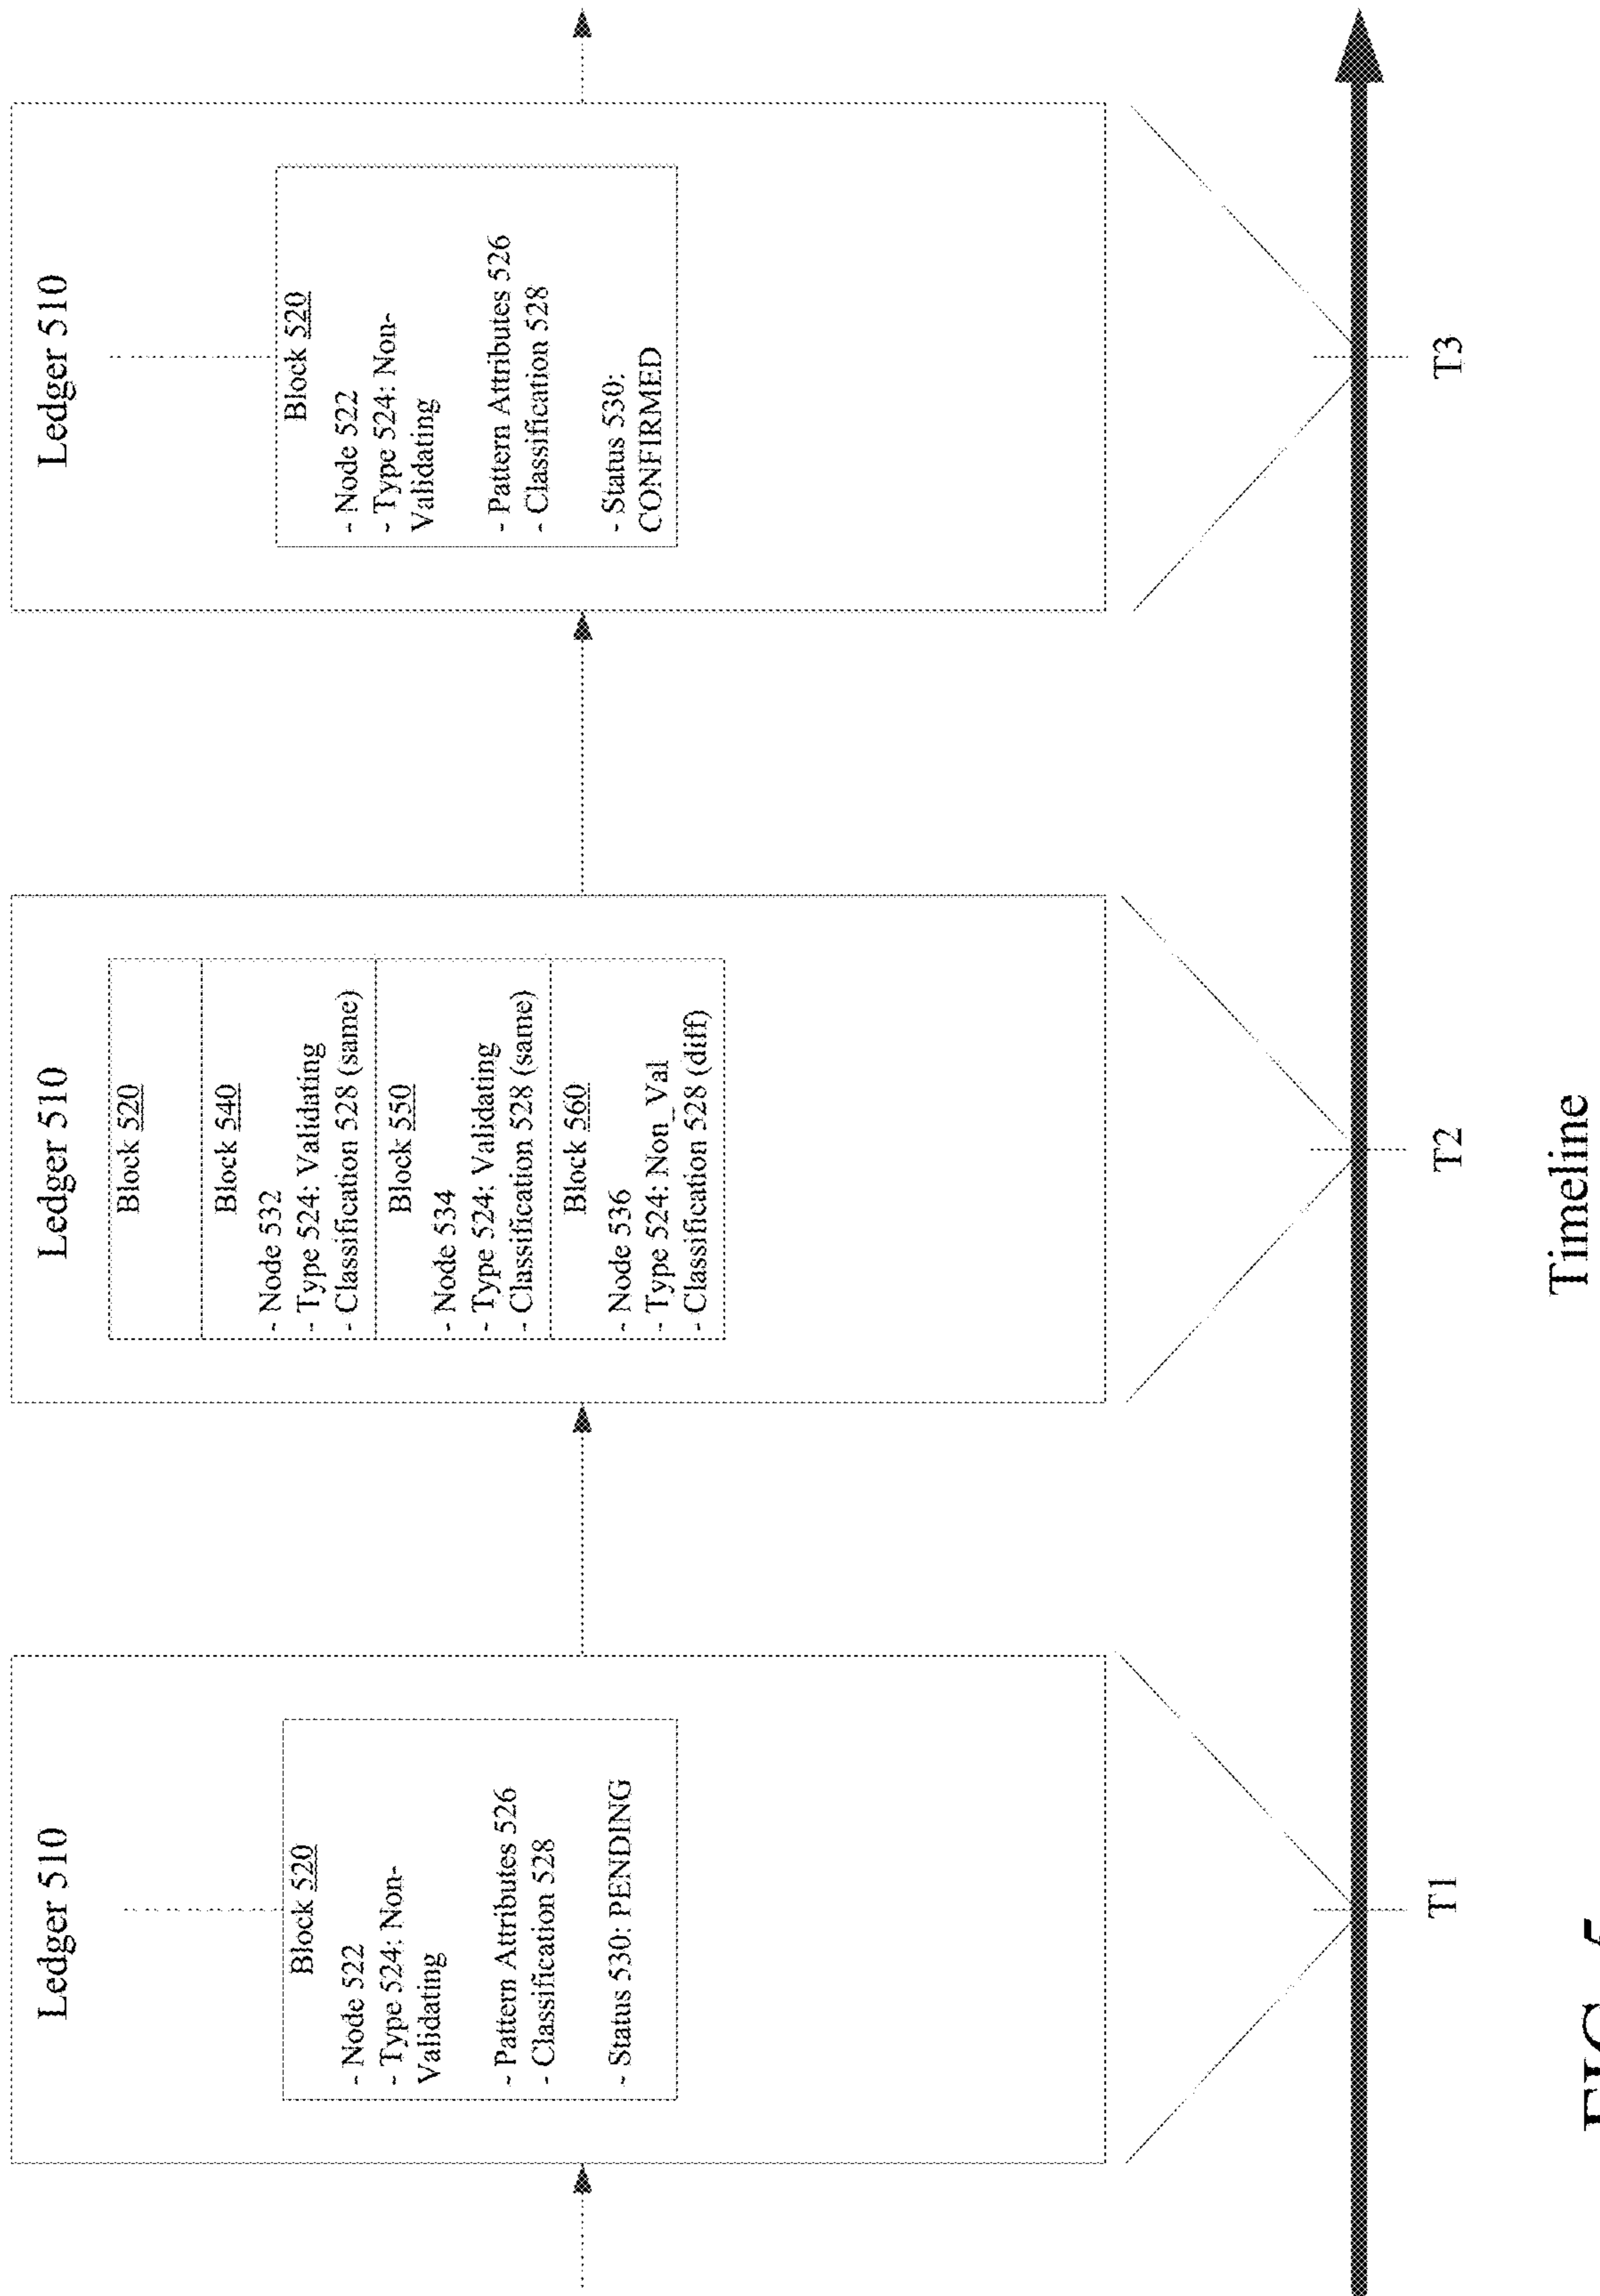 Ledger 510
Block 520
- Node 522
- Type 524: Non-
Validating
- Pattern Attributes 526
- Classification 528
- Status 530: PENDING
T1
Ledger 510
Block 520
Block 540
- Node 532
- Type 524: Validating
- Classification 528 (same)
Block 550
- Node 534
- Type 524: Validating
- Classification 528 (same)
Block 560
- Node 536
- Type 524: Non_Val
- Classification 528 (diff)
T2
Ledger 510
Block 520
- Node 522
- Type 524: Non-
Validating
- Pattern Attributes 526
- Classification 528
- Status 530:
CONFIRMED
T3
Timeline
FIG. 5